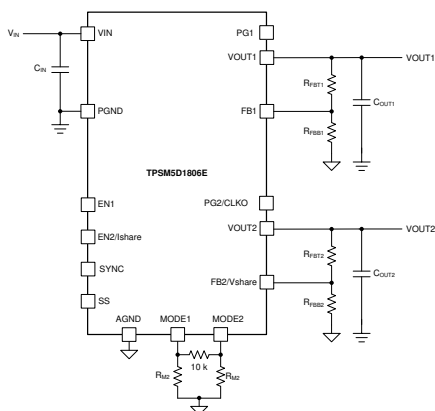 VIN
VIN
CIN
PGND
TPSM5D1806E
EN1
EN2/Ishare
SYNC
SS
AGND
MODE1
MODE2
10 k
RM2
RM2
PG1
VOUT1
VOUT1
RFBT1
COUT1
FB1
RFBB1
PG2/CLKO
VOUT2
VOUT2
RFBT2
COUT2
FB2/Vshare
RFBB2